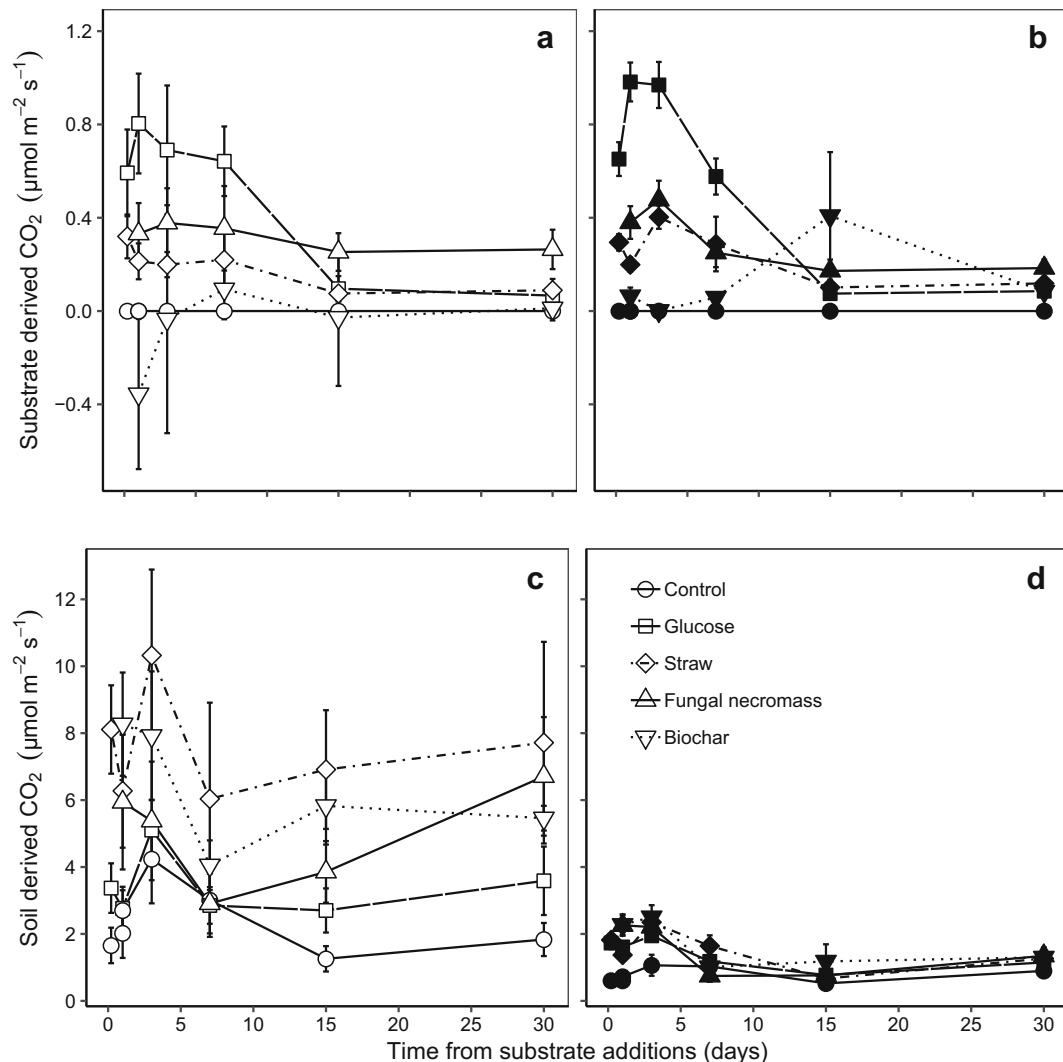 a
b
Substrate derived CO₂ (µmol m⁻² s⁻¹)
1.2
0.8
0.4
0.0
−0.4
c
d
Soil derived CO₂ (µmol m⁻² s⁻¹)
12
10
8
6
4
2
0
Control
Glucose
Straw
Fungal necromass
Biochar
0 5 10 15 20 25 30 0 5 10 15 20 25 30
Time from substrate additions (days)